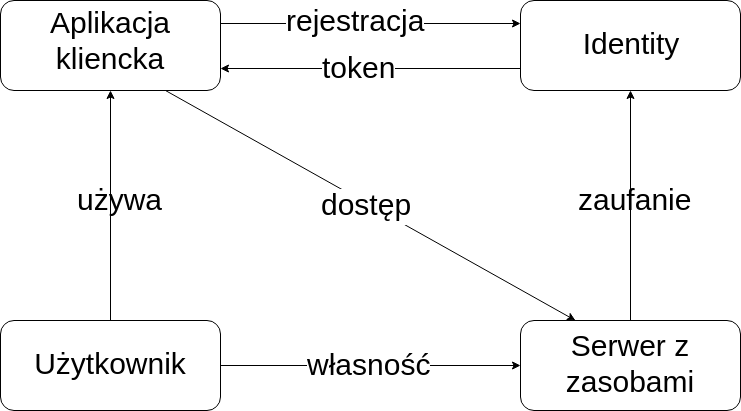 Aplikacja
kliencka
rejestracja
token
Identity
używa
dostęp
zaufanie
Użytkownik
własność
Serwer z
zasobami